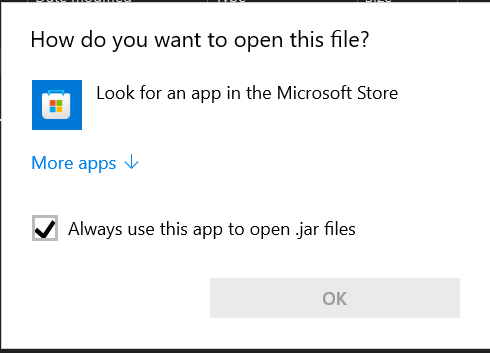 How do you want to open this file?
Look for an app in the Microsoft Store
More apps ↓
Always use this app to open .jar files
OK